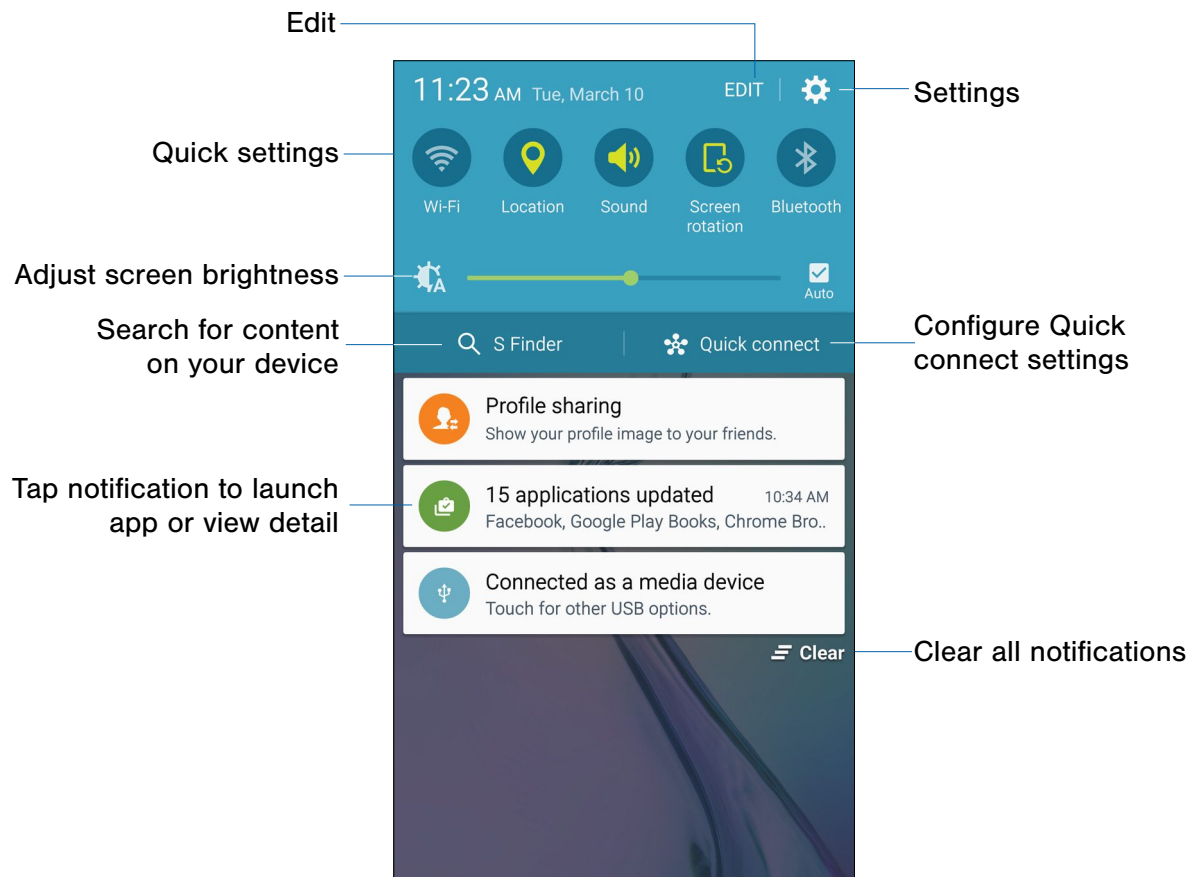 Edit
11:23 AM Tue, March 10
EDIT
Settings
Quick settings
Wi-Fi
Location
Sound
Screen
rotation
Bluetooth
Adjust screen brightness
A
Auto
Search for content
on your device
S Finder
Quick connect
Configure Quick
connect settings
Profile sharing
Show your profile image to your friends.
Tap notification to launch
app or view detail
15 applications updated 10:34 AM
Facebook, Google Play Books, Chrome Bro..
Connected as a media device
Touch for other USB options.
Clear
Clear all notifications